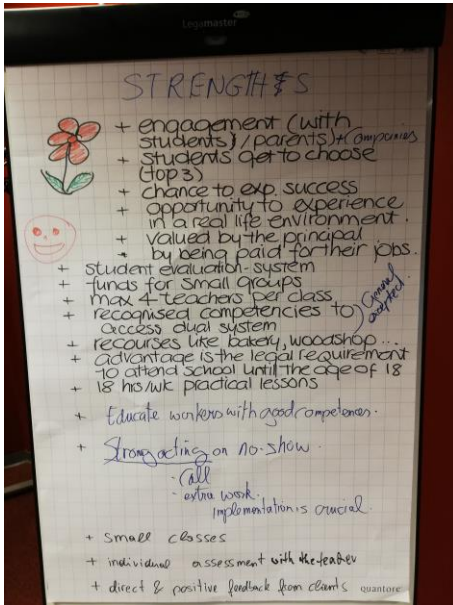 Legamaster
STRENGTHS
+ engagement (with
students)/parents)+(companies
+ students get to choose
(top 3)
+ chance to exp. success
+ opportunity to experience
in a real life environment.
+ valued by the principal
by being paid for their jobs.
+ student evaluation-system
+ funds for small groups
+ max 4 teachers per class
+ recognised competencies to
access dual system
general
accepted.
+ recourses like bakery, woodshop...
+ advantage is the legal requirement
to attend school until the age of 18
+ 18 hrs/wk practical lessons
+ Educate workers with good competences.
+ Strong acting on no-show.
- Call
- extra work.
implementation is crucial.
+ small classes
+ individual assessment with the teacher
+ direct & positive feedback from clients
quantore